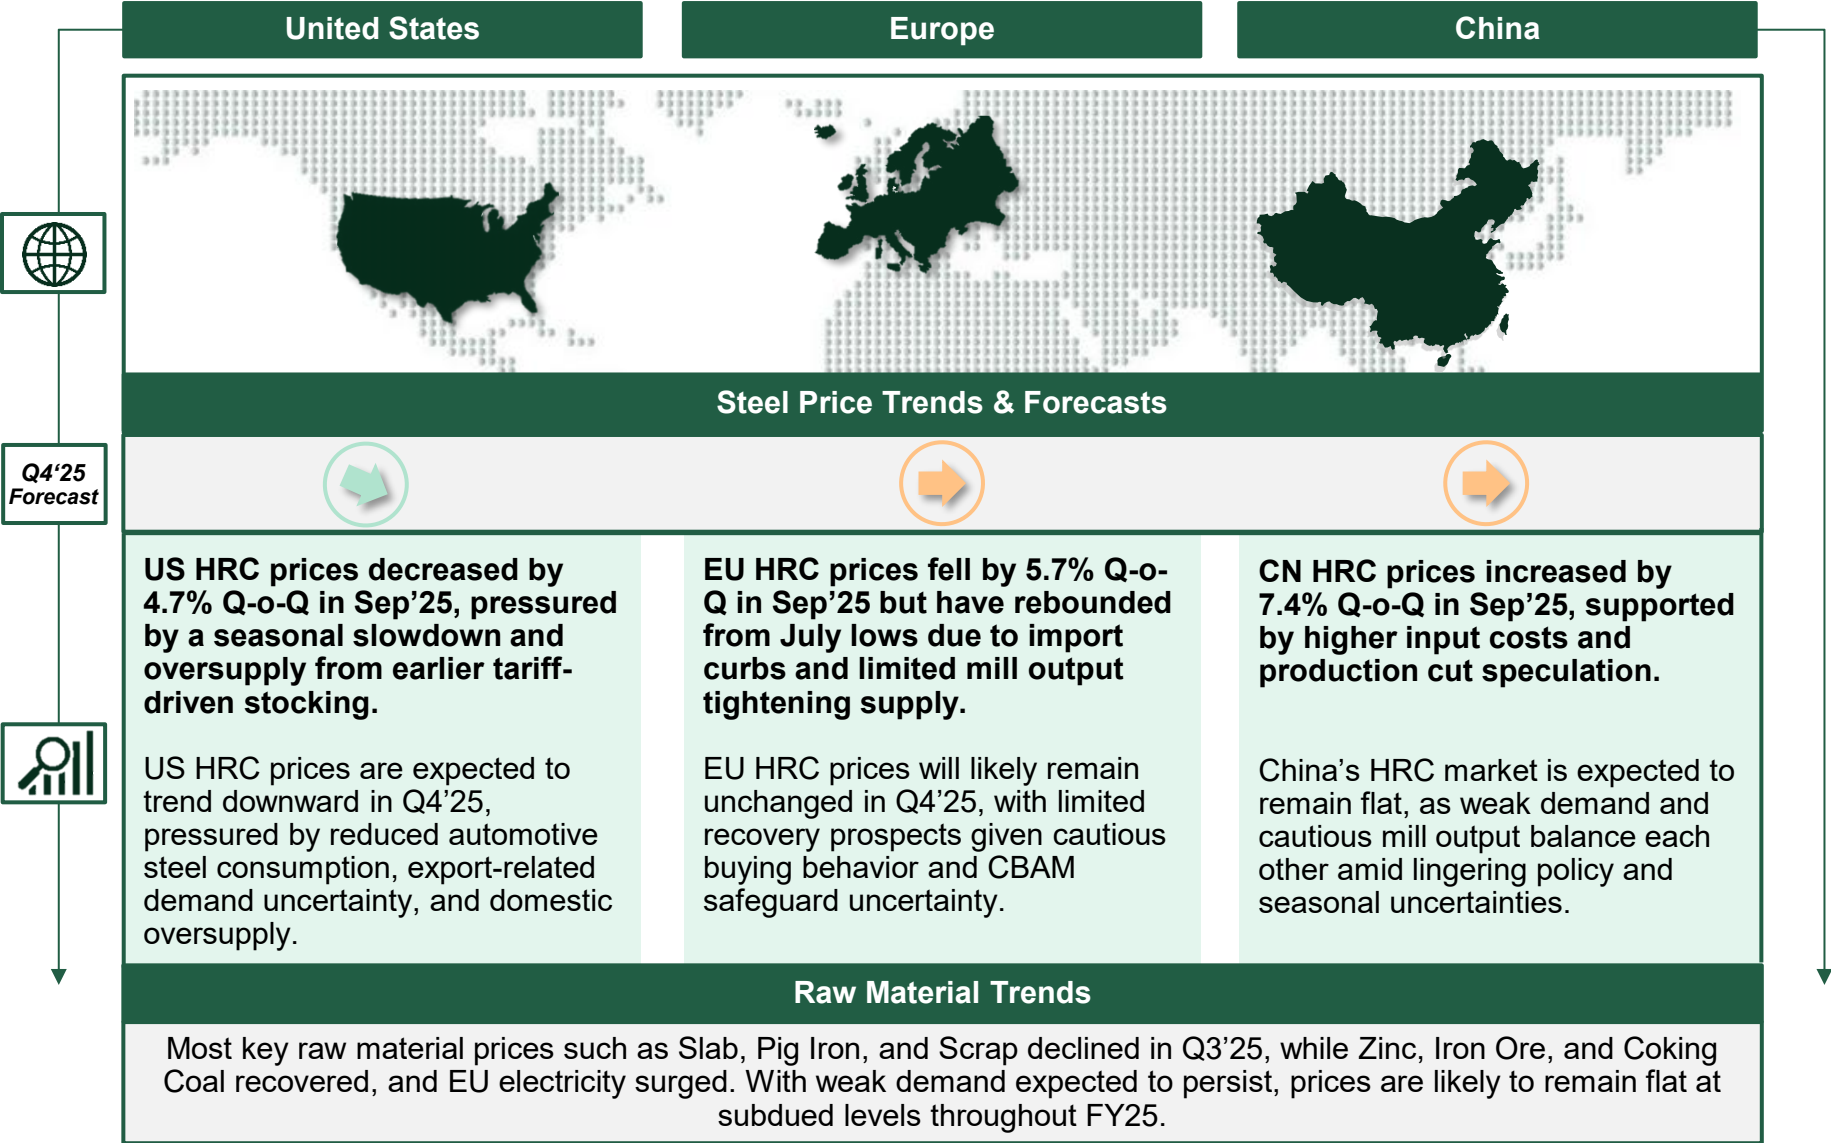 United States
Europe
China
Steel Price Trends & Forecasts
Q4‘25
Forecast
US HRC prices decreased by
4.7% Q-o-Q in Sep’25, pressured
by a seasonal slowdown and
oversupply from earlier tariff-
driven stocking.
US HRC prices are expected to
trend downward in Q4’25,
pressured by reduced automotive
steel consumption, export-related
demand uncertainty, and domestic
oversupply.
EU HRC prices fell by 5.7% Q-o-
Q in Sep’25 but have rebounded
from July lows due to import
curbs and limited mill output
tightening supply.
EU HRC prices will likely remain
unchanged in Q4’25, with limited
recovery prospects given cautious
buying behavior and CBAM
safeguard uncertainty.
CN HRC prices increased by
7.4% Q-o-Q in Sep’25, supported
by higher input costs and
production cut speculation.
China’s HRC market is expected to
remain flat, as weak demand and
cautious mill output balance each
other amid lingering policy and
seasonal uncertainties.
Raw Material Trends
Most key raw material prices such as Slab, Pig Iron, and Scrap declined in Q3’25, while Zinc, Iron Ore, and Coking
Coal recovered, and EU electricity surged. With weak demand expected to persist, prices are likely to remain flat at
subdued levels throughout FY25.